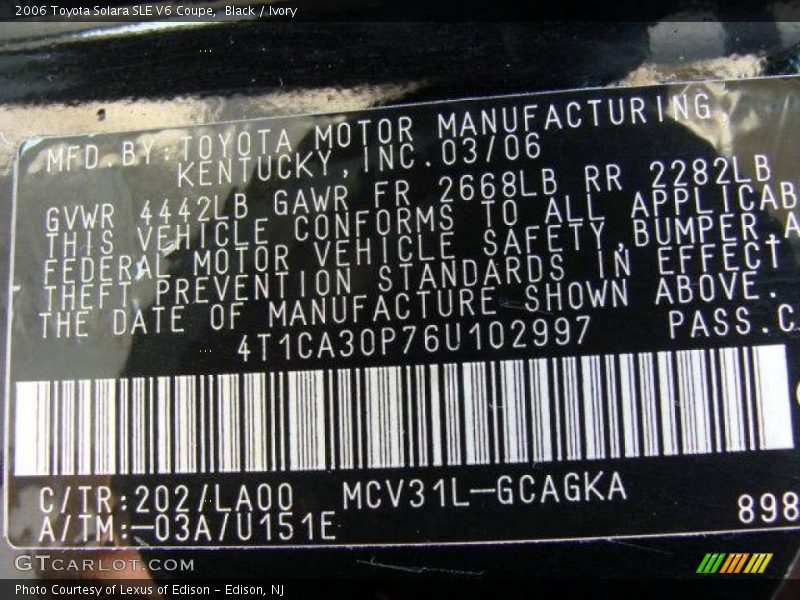 2006 Toyota Solara SLE V6 Coupe, Black / Ivory
MFD.BY:TOYOTA MOTOR MANUFACTURING,
KENTUCKY,INC.03/06
GVWR 4442LB GAWR FR 2668LB RR 2282LB
THIS VEHICLE CONFORMS TO ALL APPLICAB
FEDERAL MOTOR VEHICLE SAFETY,BUMPER A
THEFT PREVENTION STANDARDS IN EFFECT
THE DATE OF MANUFACTURE SHOWN ABOVE.
4T1CA30P76U102997 PASS.C
C/TR:202/LA00 MCV31L-GCAGKA
A/TM:-03A/U151E 898
GTCARLOT.COM
Photo Courtesy of Lexus of Edison - Edison, NJ